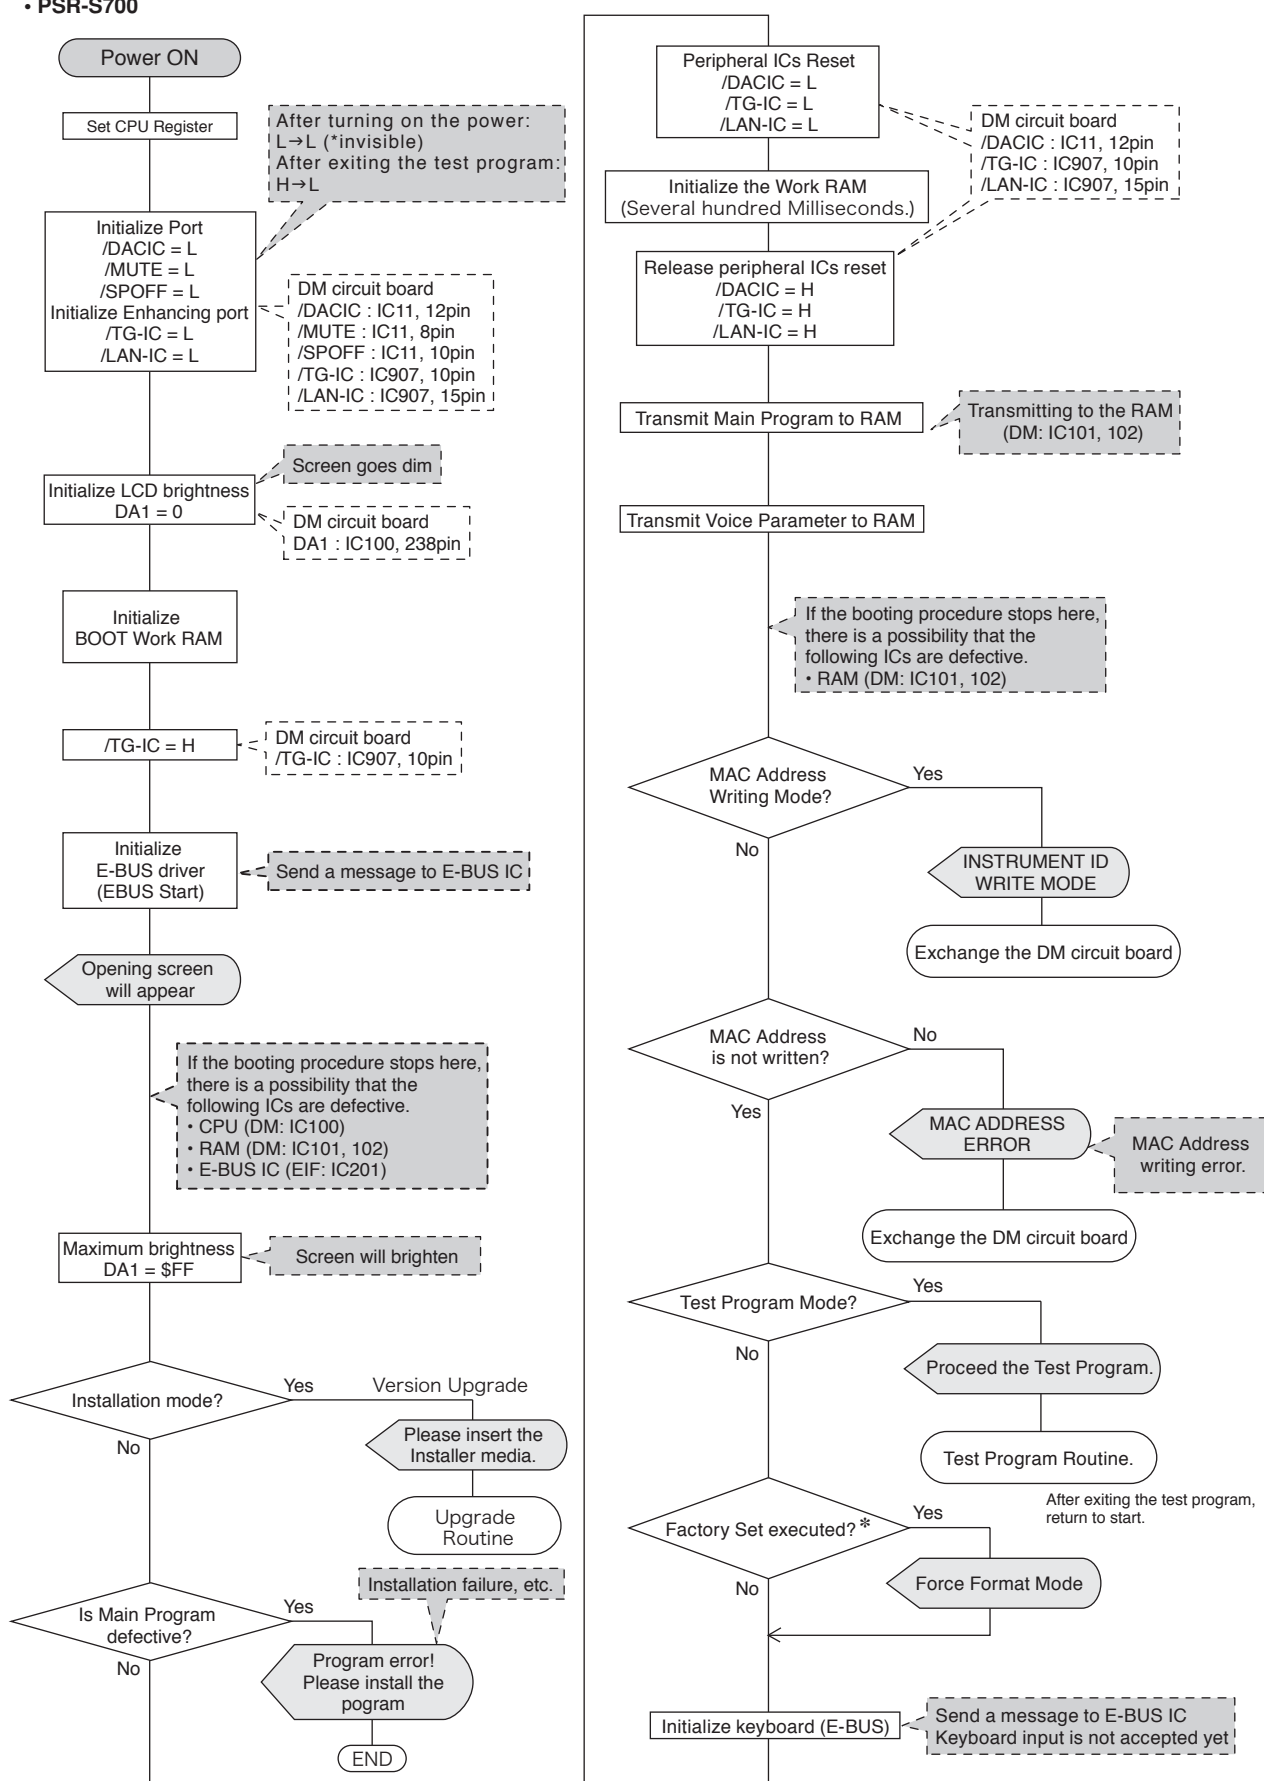 • PSR-S700
Power ON
Set CPU Register
After turning on the power:
L→L (*invisible)
After exiting the test program:
H→L
Initialize Port
/DACIC = L
/MUTE = L
/SPOFF = L
Initialize Enhancing port
/TG-IC = L
/LAN-IC = L
DM circuit board
/DACIC : IC11, 12pin
/MUTE : IC11, 8pin
/SPOFF : IC11, 10pin
/TG-IC : IC907, 10pin
/LAN-IC : IC907, 15pin
Screen goes dim
Initialize LCD brightness
DA1 = 0
DM circuit board
DA1 : IC100, 238pin
Initialize
BOOT Work RAM
/TG-IC = H
DM circuit board
/TG-IC : IC907, 10pin
Initialize
E-BUS driver
(EBUS Start)
Send a message to E-BUS IC
Opening screen
will appear
If the booting procedure stops here,
there is a possibility that the
following ICs are defective.
• CPU (DM: IC100)
• RAM (DM: IC101, 102)
• E-BUS IC (EIF: IC201)
Maximum brightness
DA1 = $FF
Screen will brighten
Installation mode?
Yes
Version Upgrade
No
Please insert the
Installer media.
Upgrade
Routine
Installation failure, etc.
Is Main Program
defective?
Yes
No
Program error!
Please install the
pogram
END
Peripheral ICs Reset
/DACIC = L
/TG-IC = L
/LAN-IC = L
DM circuit board
/DACIC : IC11, 12pin
/TG-IC : IC907, 10pin
/LAN-IC : IC907, 15pin
Initialize the Work RAM
(Several hundred Milliseconds.)
Release peripheral ICs reset
/DACIC = H
/TG-IC = H
/LAN-IC = H
Transmit Main Program to RAM
Transmitting to the RAM
(DM: IC101, 102)
Transmit Voice Parameter to RAM
If the booting procedure stops here,
there is a possibility that the
following ICs are defective.
• RAM (DM: IC101, 102)
MAC Address
Writing Mode?
Yes
No
INSTRUMENT ID
WRITE MODE
Exchange the DM circuit board
MAC Address
is not written?
No
Yes
MAC ADDRESS
ERROR
MAC Address
writing error.
Exchange the DM circuit board
Test Program Mode?
Yes
No
Proceed the Test Program.
Test Program Routine.
After exiting the test program,
return to start.
Factory Set executed?*
Yes
No
Force Format Mode
Initialize keyboard (E-BUS)
Send a message to E-BUS IC
Keyboard input is not accepted yet